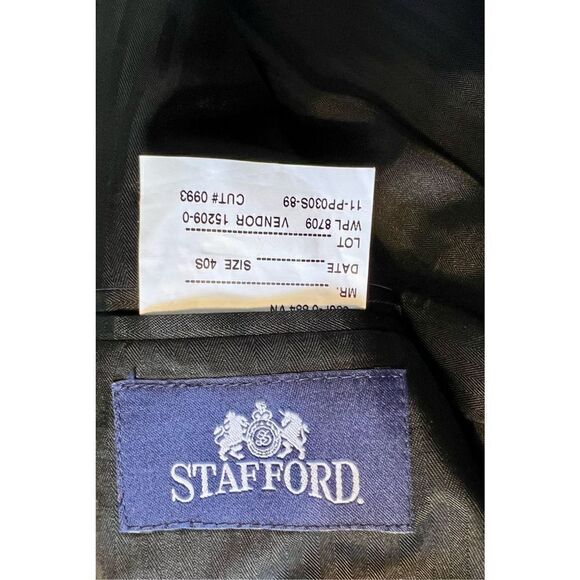 MR.
DATE ---------- SIZE 40S
LOT
WPL 8709 VENDOR 15209-0
11-PP030S-89 CUT# 0993
STAFFORD.